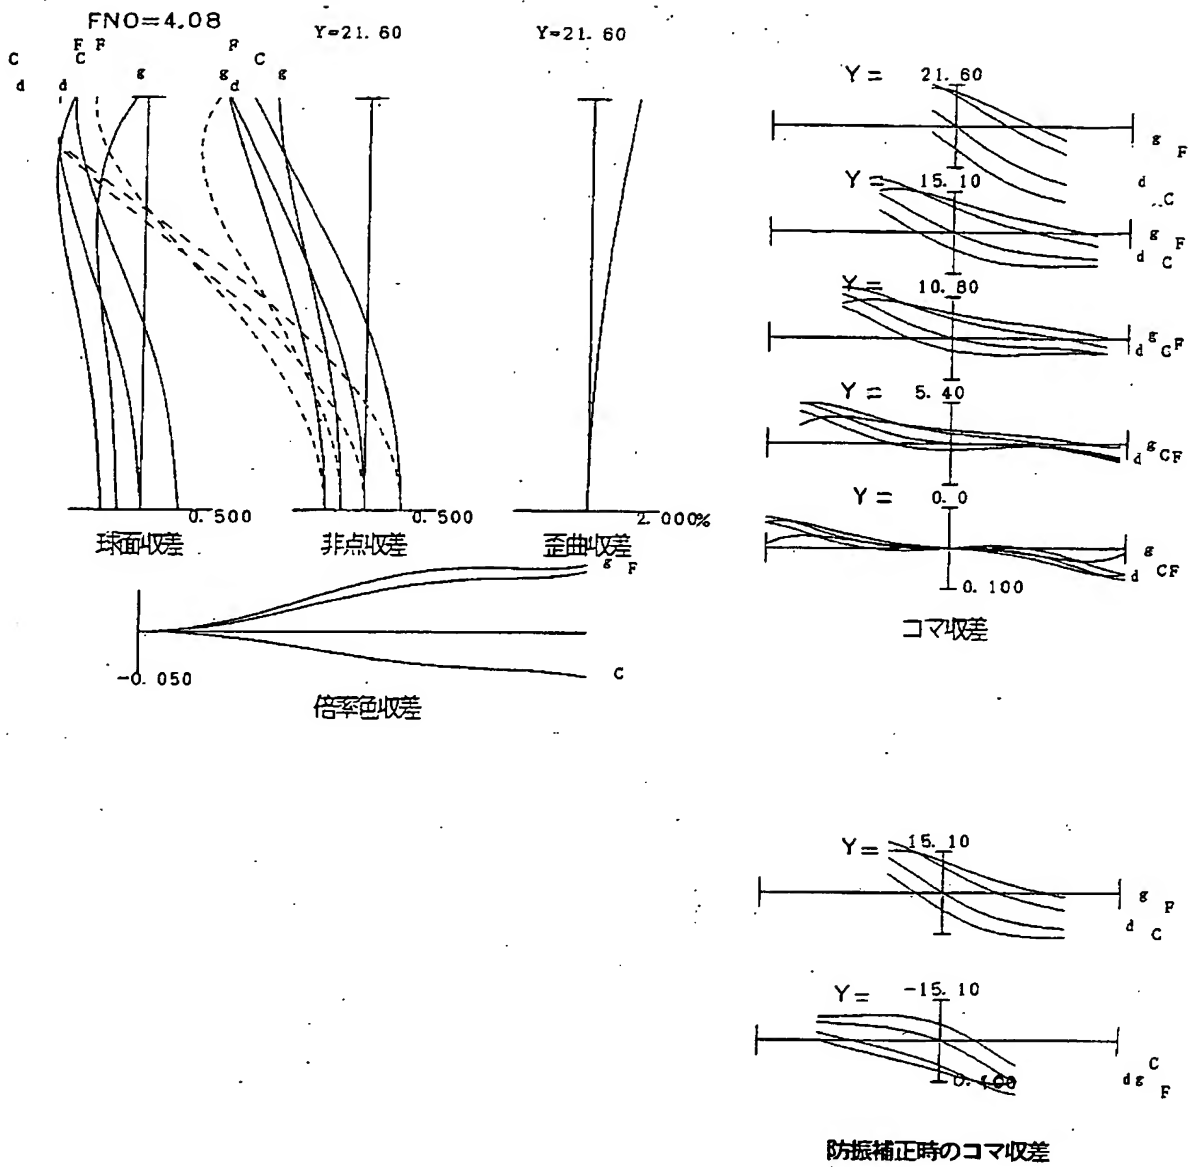 FNO=4.08
Y=21.60
Y=21.60
F F
C C
d d
g
F
C
g d g
0.500
球面収差
0.500
非点収差
2.000%
歪曲収差
g F
-0.050
C
倍率色収差
Y= 21.60
g F
d C
Y= 15.10
g F
d C
Y= 10.80
d g C F
Y= 5.40
d g C F
Y= 0.0
g
d C F
0.100
コマ収差
Y= 15.10
g F
d C
Y= -15.10
0.100
C
d g F
防振補正時のコマ収差